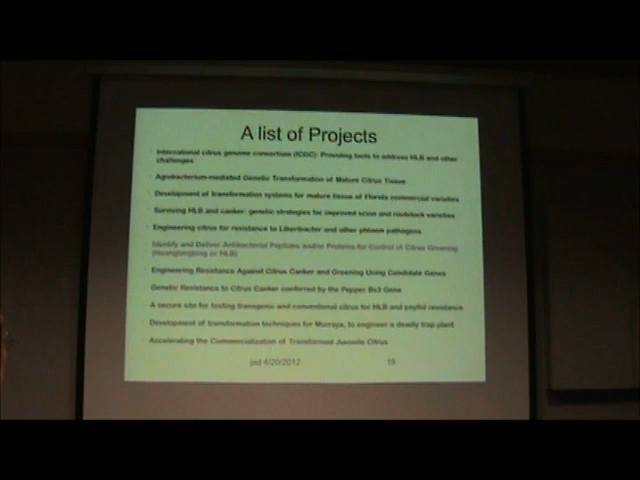 A list of Projects
International citrus genome consortium (ICGC): Providing tools to address HLB and other
challenges
Agrobacterium-mediated Genetic Transformation of Mature Citrus Tissue
Development of transformation systems for mature tissue of Florida commercial varieties
Surviving HLB and canker: genetic strategies for improved scion and rootstock varieties
Engineering citrus for resistance to Liberibacter and other phloem pathogens
Identify and Deliver Antibacterial Peptides and/or Proteins for Control of Citrus Greening
(Huanglongbing or HLB)
Engineering Resistance Against Citrus Canker and Greening Using Candidate Genes
Genetic Resistance to Citrus Canker conferred by the Pepper Bs3 Gene
A secure site for testing transgenic and conventional citrus for HLB and psyllid resistance
Development of transformation techniques for Murraya, to engineer a deadly trap plant
Accelerating the Commercialization of Transformed Juvenile Citrus
jsd 4/20/2012 19